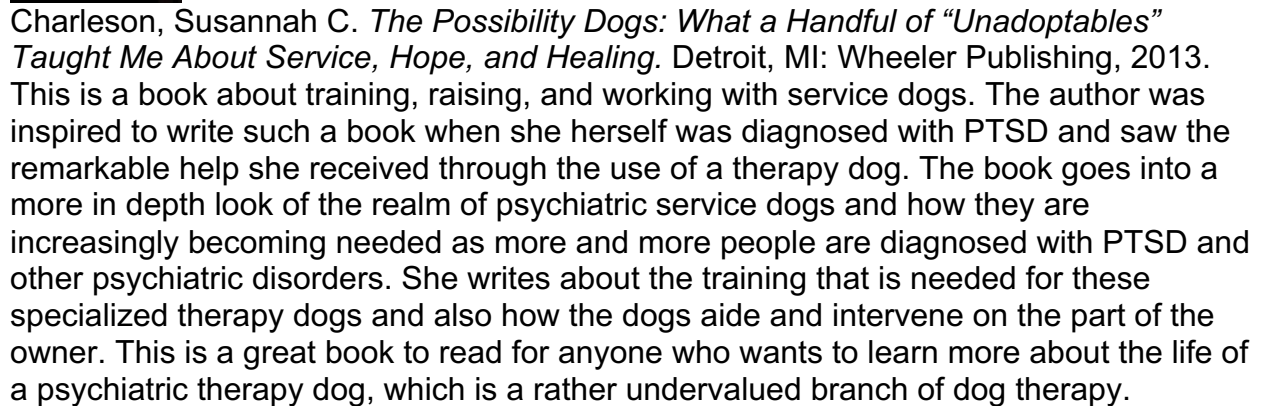 Charleson, Susannah C. The Possibility Dogs: What a Handful of “Unadoptables”
Taught Me About Service, Hope, and Healing. Detroit, MI: Wheeler Publishing, 2013.
This is a book about training, raising, and working with service dogs. The author was
inspired to write such a book when she herself was diagnosed with PTSD and saw the
remarkable help she received through the use of a therapy dog. The book goes into a
more in depth look of the realm of psychiatric service dogs and how they are
increasingly becoming needed as more and more people are diagnosed with PTSD and
other psychiatric disorders. She writes about the training that is needed for these
specialized therapy dogs and also how the dogs aide and intervene on the part of the
owner. This is a great book to read for anyone who wants to learn more about the life of
a psychiatric therapy dog, which is a rather undervalued branch of dog therapy.